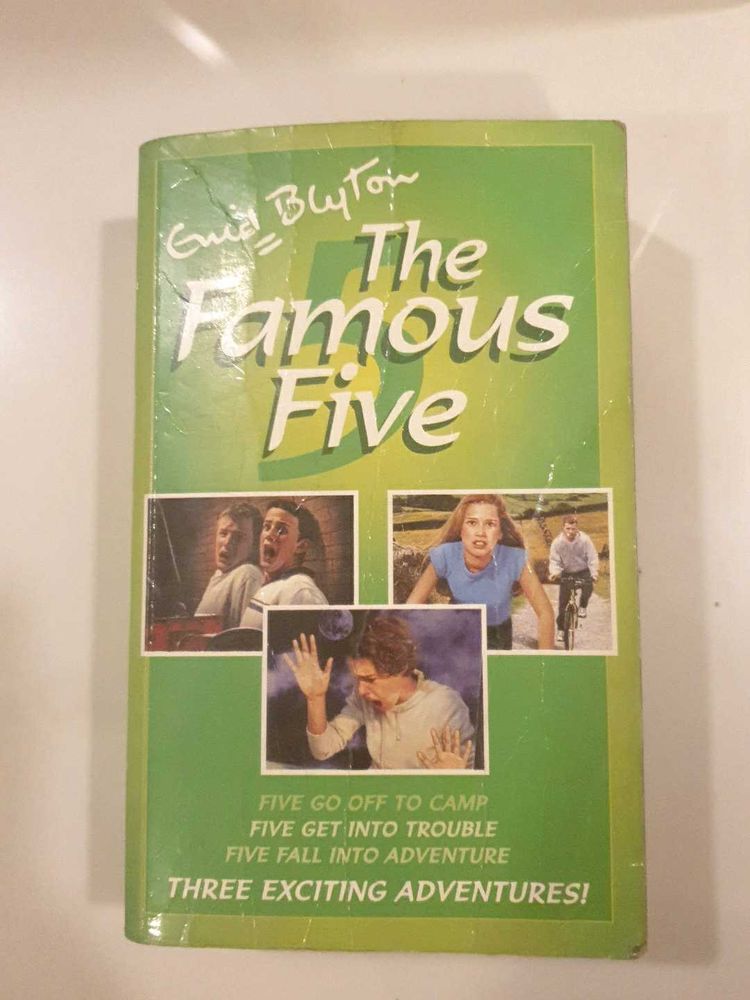 Enid Blyton
5
The
Famous
Five
FIVE GO OFF TO CAMP
FIVE GET INTO TROUBLE
FIVE FALL INTO ADVENTURE
THREE EXCITING ADVENTURES!